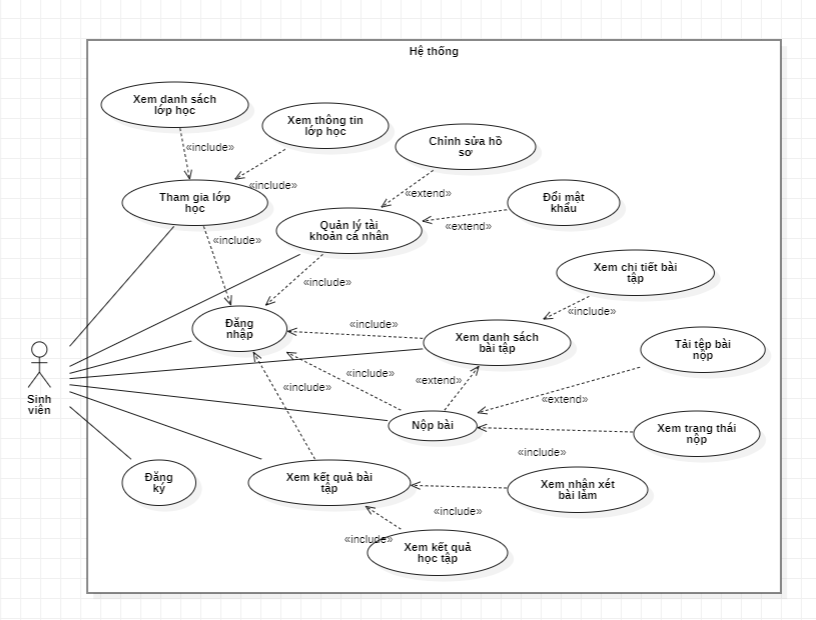 Hệ thống
Xem danh sách
lớp học
Xem thông tin
lớp học
Chỉnh sửa hồ
sơ
«include»
«include»
«extend»
Tham gia lớp
học
Đổi mật
khẩu
Quản lý tài
khoản cá nhân
«extend»
«include»
Xem chi tiết bài
tập
«include»
«include»
Đăng
nhập
«include»
Xem danh sách
bài tập
Tải tệp bài
nộp
Sinh
viên
«include»
«include»
«extend»
«extend»
Nộp bài
Xem trạng thái
nộp
«include»
Đăng
ký
Xem kết quả bài
tập
Xem nhận xét
bài làm
«include»
«include»
Xem kết quả
học tập